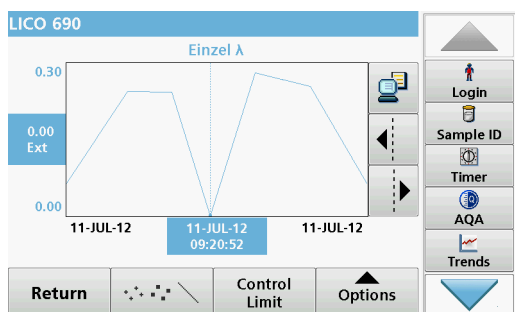 LICO 690
Einzel λ
0.30
0.00
Ext
0.00
11-JUL-12
11-JUL-12
09:20:52
11-JUL-12
Return
Control
Limit
Options
Login
Sample ID
Timer
AQA
Trends